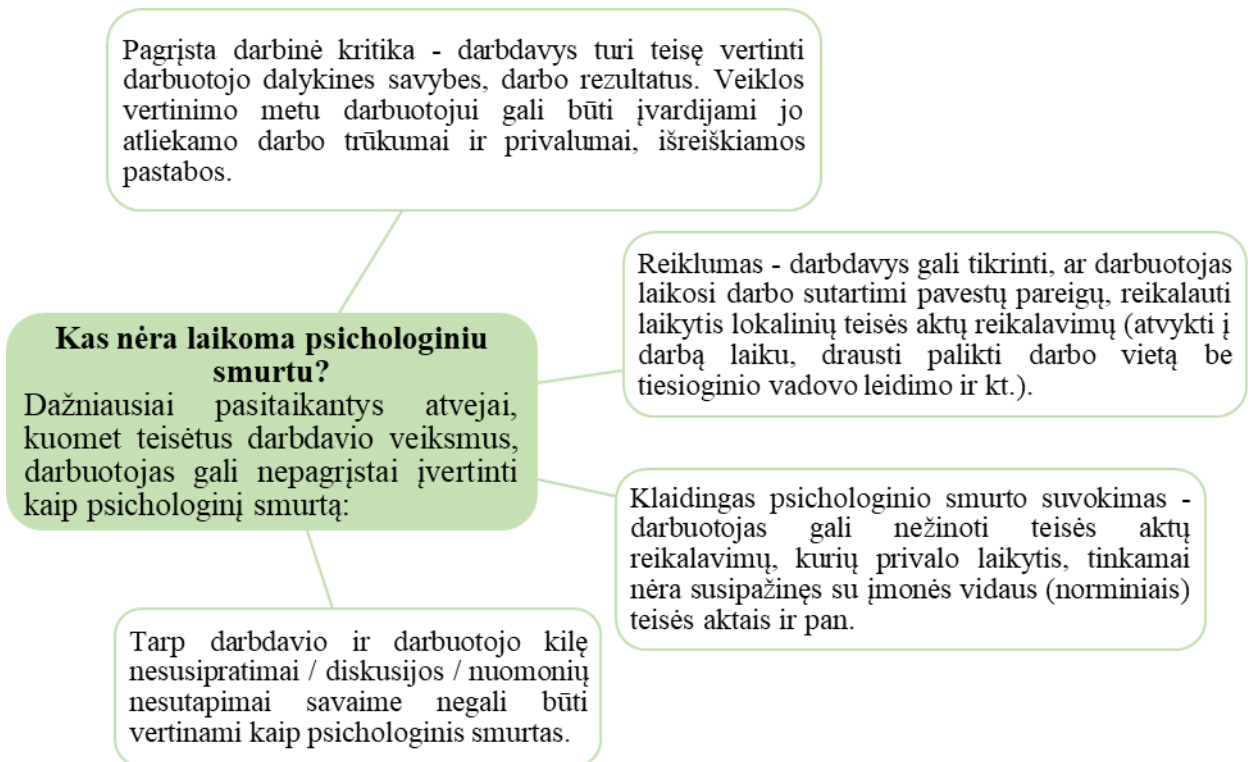 Pagrįsta darbinė kritika - darbdavys turi teisę vertinti
darbuotojo dalykines savybes, darbo rezultatus. Veiklos
vertinimo metu darbuotojui gali būti įvardijami jo
atliekamo darbo trūkumai ir privalumai, išreiškiamos
pastabos.
Reiklumas - darbdavys gali tikrinti, ar darbuotojas
laikosi darbo sutartimi pavestų pareigų, reikalauti
laikytis lokalinių teisės aktų reikalavimų (atvykti į
darbą laiku, drausti palikti darbo vietą be
tiesioginio vadovo leidimo ir kt.).
Kas nėra laikoma psichologiniu
smurtu?
Dažniausiai pasitaikantys atvejai,
kuomet teisėtus darbdavio veiksmus,
darbuotojas gali nepagrįstai įvertinti
kaip psichologinį smurtą:
Klaidingas psichologinio smurto suvokimas -
darbuotojas gali nežinoti teisės aktų
reikalavimų, kurių privalo laikytis, tinkamai
nėra susipažinęs su įmonės vidaus (norminiais)
teisės aktais ir pan.
Tarp darbdavio ir darbuotojo kilę
nesusipratimai / diskusijos / nuomonių
nesutapimai savaime negali būti
vertinami kaip psichologinis smurtas.